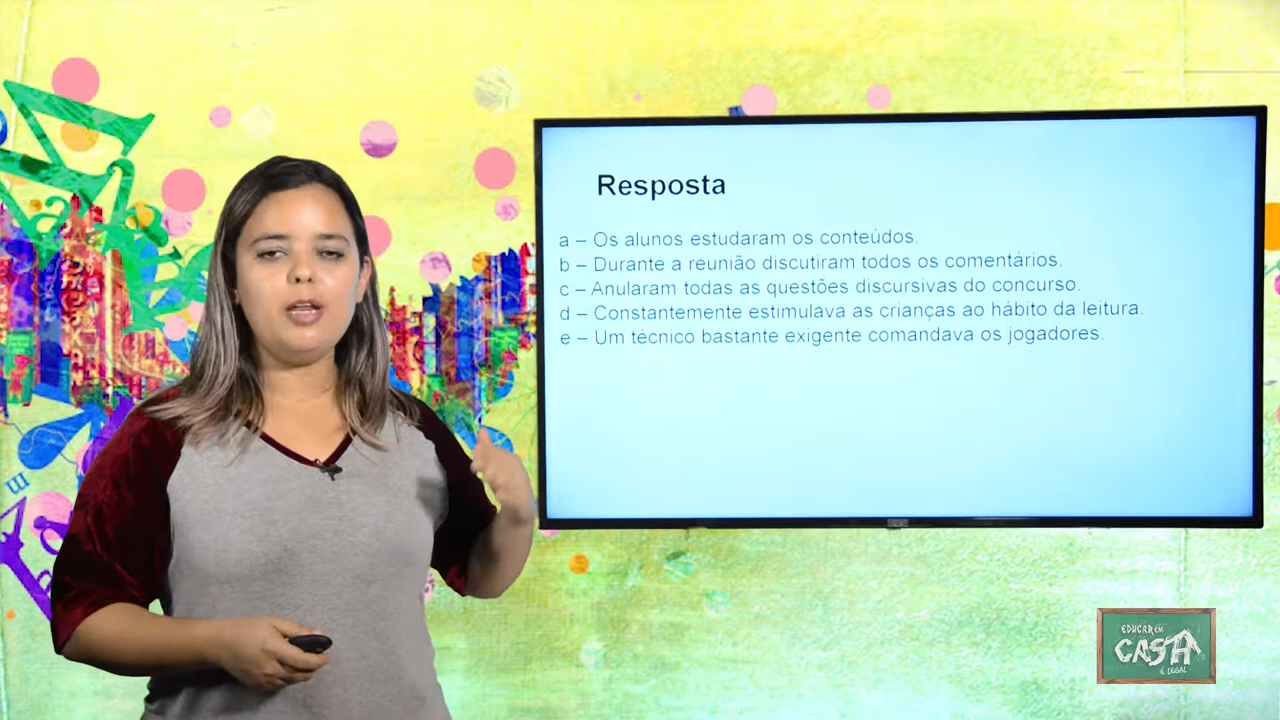 Resposta
a – Os alunos estudaram os conteúdos.
b – Durante a reunião discutiram todos os comentários.
c – Anularam todas as questões discursivas do concurso.
d – Constantemente estimulava as crianças ao hábito da leitura.
e – Um técnico bastante exigente comandava os jogadores.
EDUCAR EM
CASA
É LEGAL